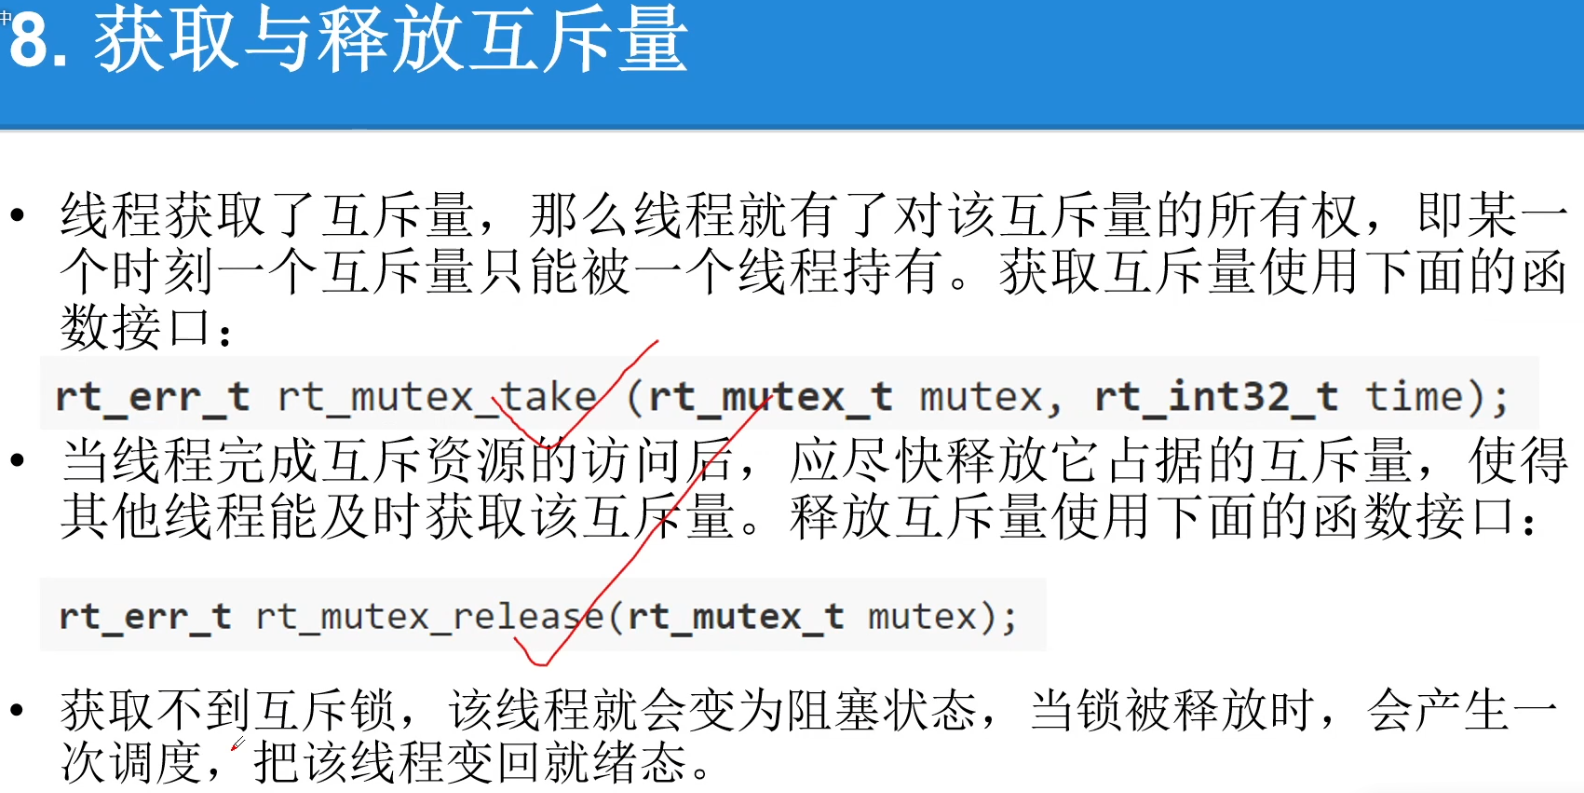 中
8. 获取与释放互斥量
• 线程获取了互斥量，那么线程就有了对该互斥量的所有权，即某一
个时刻一个互斥量只能被一个线程持有。获取互斥量使用下面的函
数接口：
rt_err_t rt_mutex_take (rt_mutex_t mutex, rt_int32_t time);
• 当线程完成互斥资源的访问后，应尽快释放它占据的互斥量，使得
其他线程能及时获取该互斥量。释放互斥量使用下面的函数接口：
rt_err_t rt_mutex_release(rt_mutex_t mutex);
• 获取不到互斥锁，该线程就会变为阻塞状态，当锁被释放时，会产生一
次调度，把该线程变回就绪态。